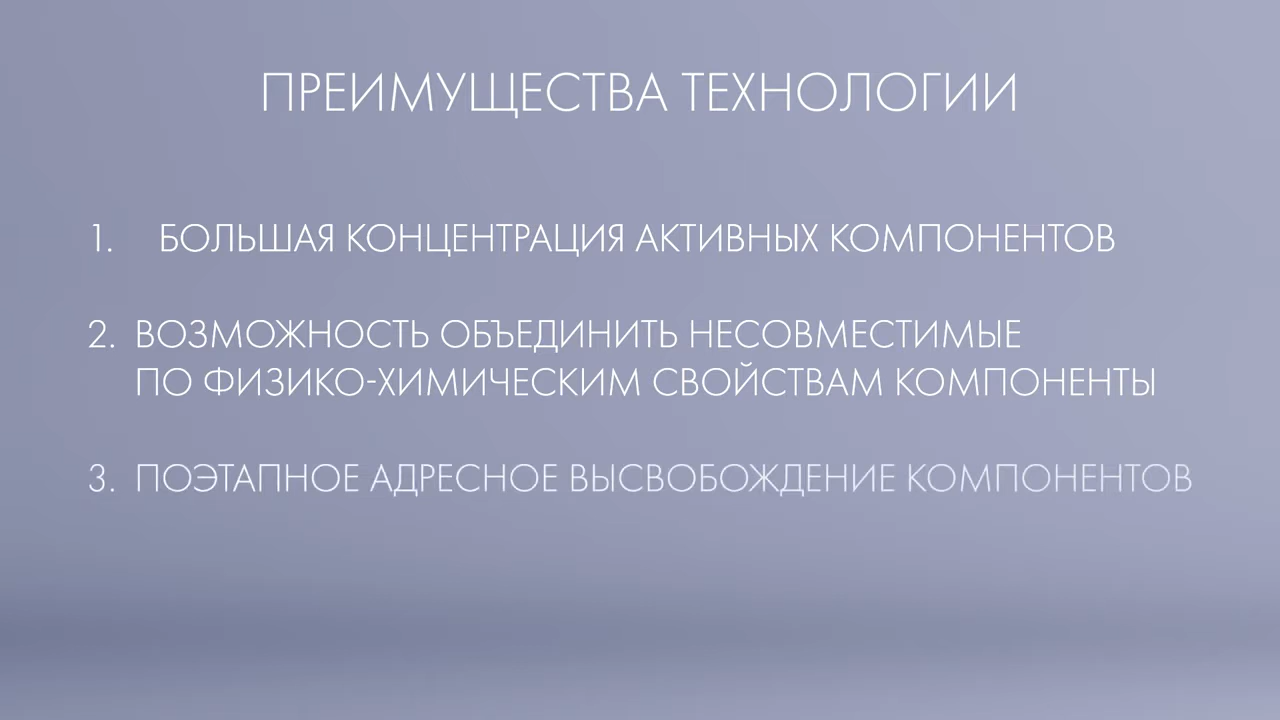 ПРЕИМУЩЕСТВА ТЕХНОЛОГИИ
1. БОЛЬШАЯ КОНЦЕНТРАЦИЯ АКТИВНЫХ КОМПОНЕНТОВ
2. ВОЗМОЖНОСТЬ ОБЪЕДИНИТЬ НЕСОВМЕСТИМЫЕ
ПО ФИЗИКО-ХИМИЧЕСКИМ СВОЙСТВАМ КОМПОНЕНТЫ
3. ПОЭТАПНОЕ АДРЕСНОЕ ВЫСВОБОЖДЕНИЕ КОМПОНЕНТОВ